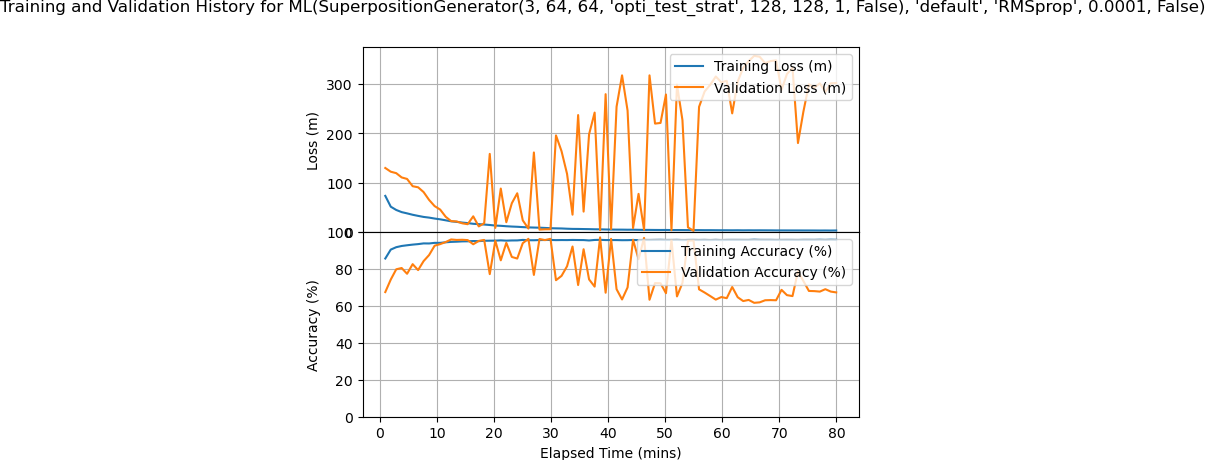 Training and Validation History for ML(SuperpositionGenerator(3, 64, 64, 'opti_test_strat', 128, 128, 1, False), 'default', 'RMSprop', 0.0001, False)
Training Loss (m)
Validation Loss (m)
Loss (m)
300
200
100
0
Training Accuracy (%)
Validation Accuracy (%)
Accuracy (%)
100
80
60
40
20
0
0 10 20 30 40 50 60 70 80
Elapsed Time (mins)